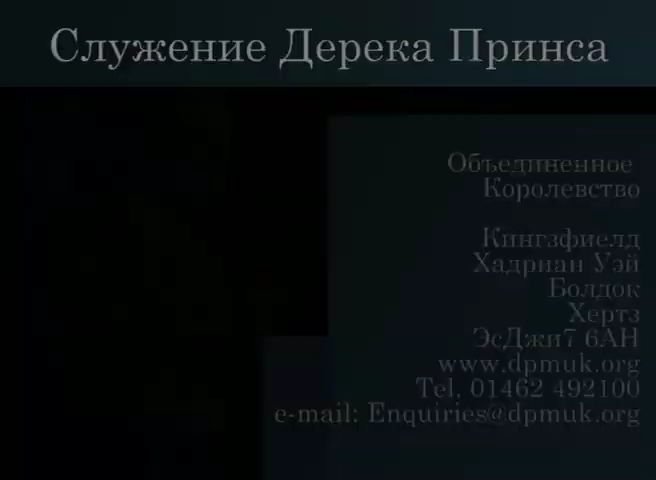 Служение Дерека Принса
Объединенное
Королевство
Кингзфиелд
Хадриан Уэй
Болдок
Хертз
ЭсДжи7 6АН
www.dpmuk.org
Tel. 01462 492100
e-mail: Enquiries@dpmuk.org